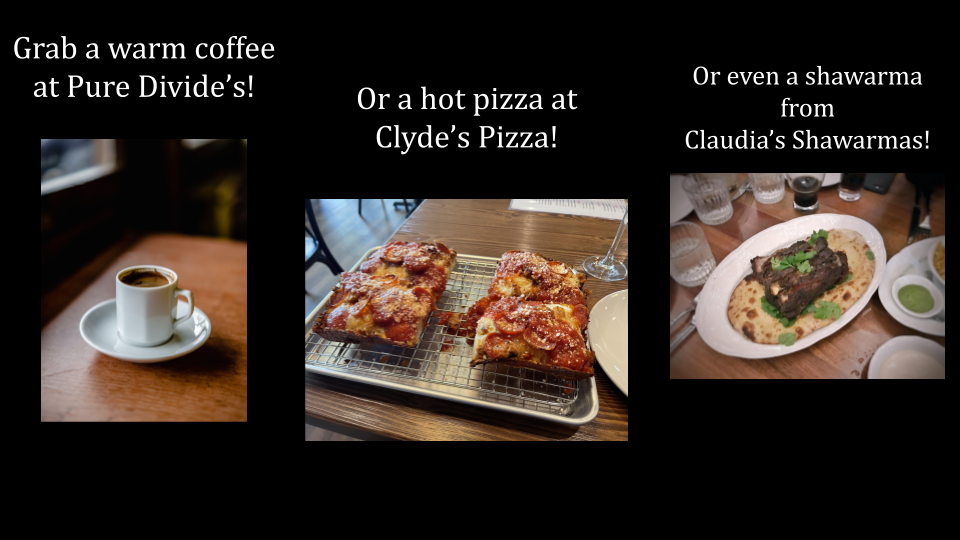 Grab a warm coffee
at Pure Divide’s!
Or a hot pizza at
Clyde’s Pizza!
Or even a shawarma
from
Claudia’s Shawarmas!